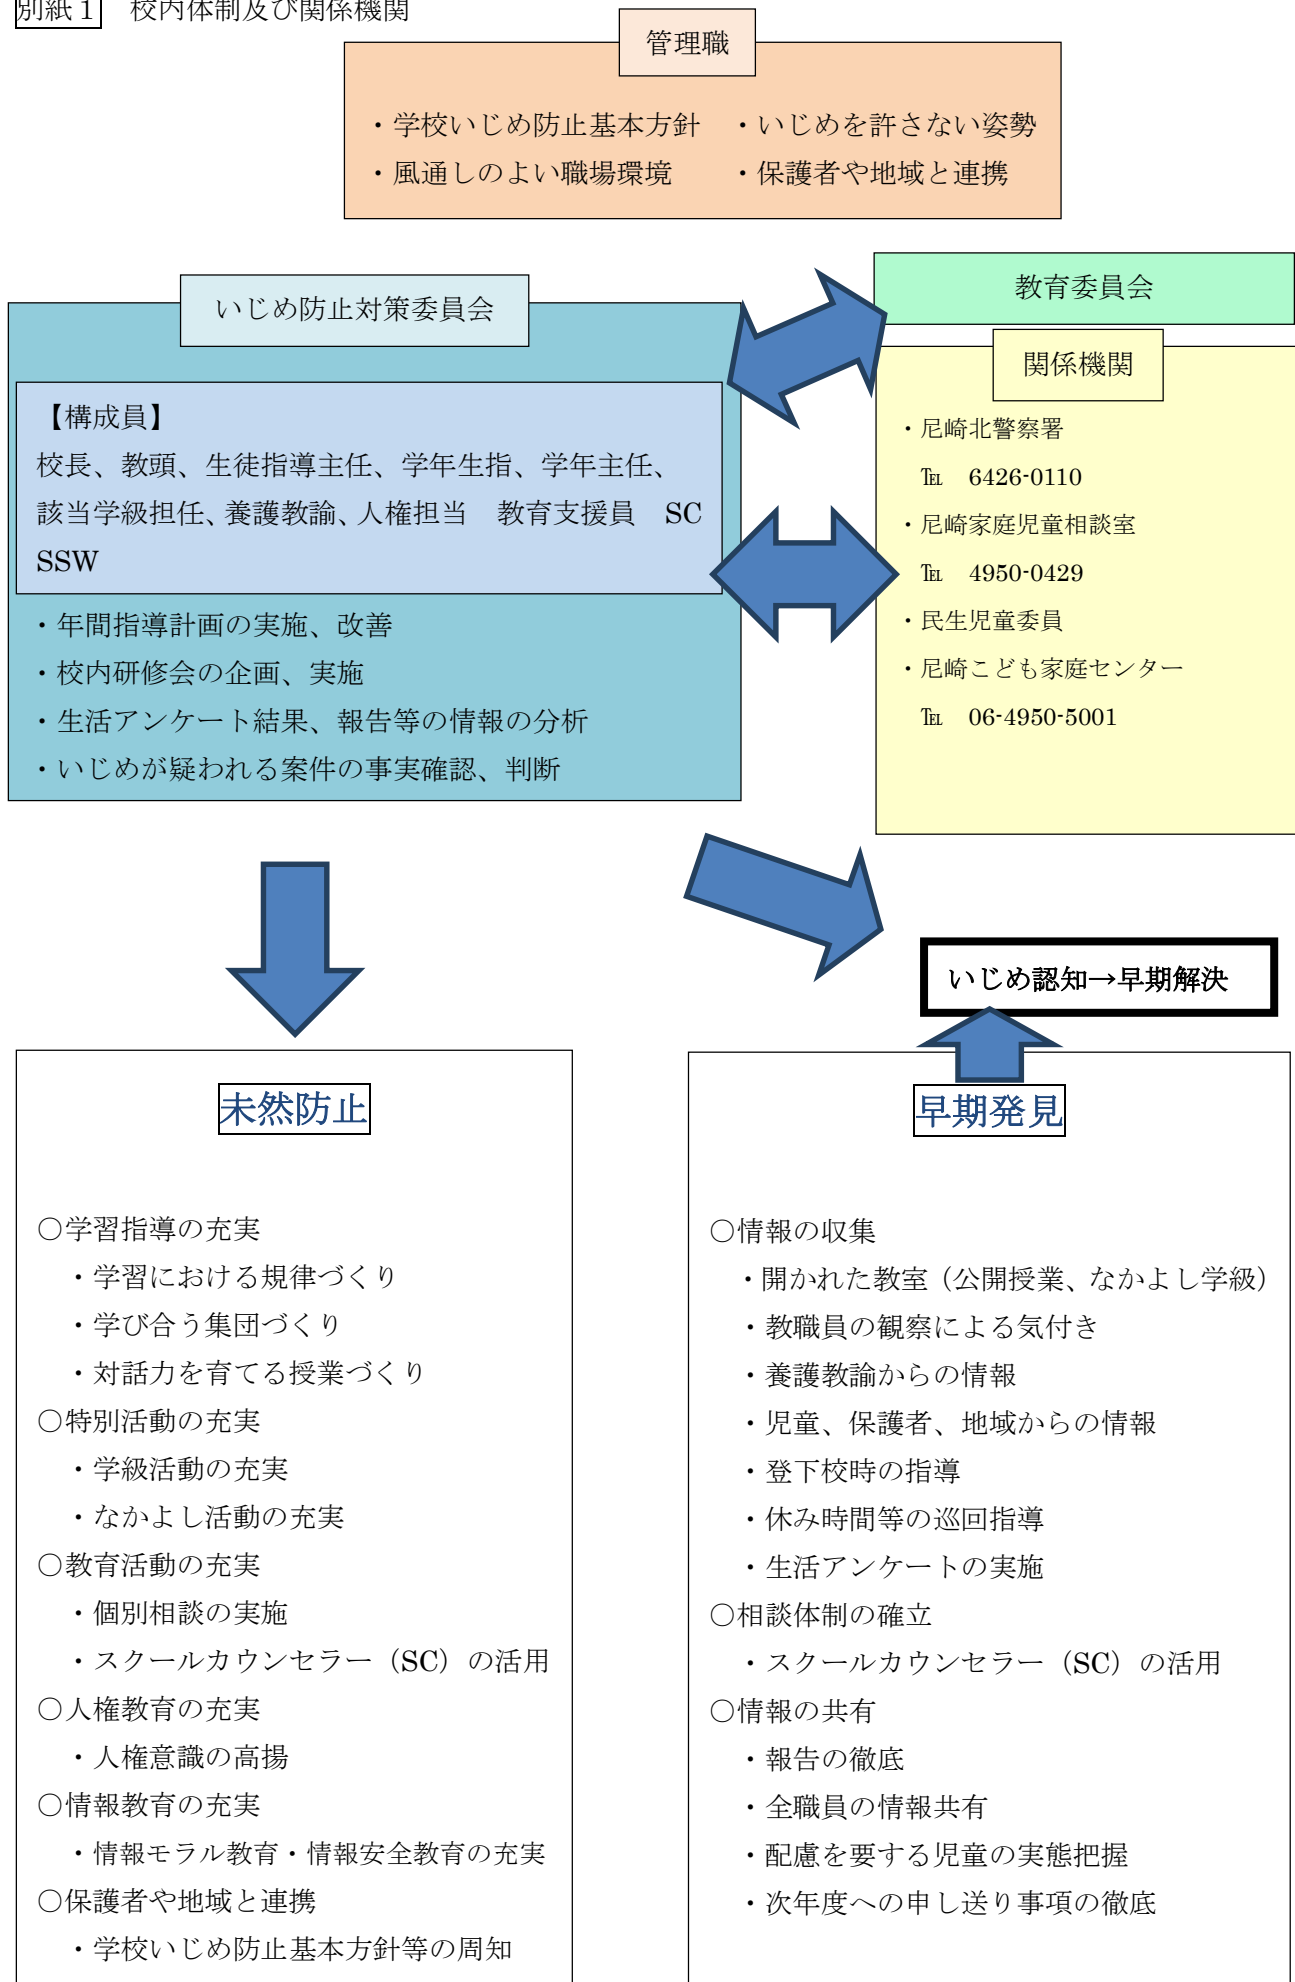 別紙１　校内体制及び関係機関
管理職
・学校いじめ防止基本方針　・いじめを許さない姿勢
・風通しのよい職場環境　　・保護者や地域と連携
いじめ防止対策委員会
【構成員】
校長、教頭、生徒指導主任、学年生指、学年主任、
該当学級担任、養護教諭、人権担当　教育支援員　SC
SSW
・年間指導計画の実施、改善
・校内研修会の企画、実施
・生活アンケート結果、報告等の情報の分析
・いじめが疑われる案件の事実確認、判断
教育委員会
関係機関
・尼崎北警察署
℡　6426-0110
・尼崎家庭児童相談室
℡　4950-0429
・民生児童委員
・尼崎こども家庭センター
℡　06-4950-5001
いじめ認知→早期解決
未然防止
○学習指導の充実
・学習における規律づくり
・学び合う集団づくり
・対話力を育てる授業づくり
○特別活動の充実
・学級活動の充実
・なかよし活動の充実
○教育活動の充実
・個別相談の実施
・スクールカウンセラー（SC）の活用
○人権教育の充実
・人権意識の高揚
○情報教育の充実
・情報モラル教育・情報安全教育の充実
○保護者や地域と連携
・学校いじめ防止基本方針等の周知
早期発見
○情報の収集
・開かれた教室（公開授業、なかよし学級）
・教職員の観察による気付き
・養護教諭からの情報
・児童、保護者、地域からの情報
・登下校時の指導
・休み時間等の巡回指導
・生活アンケートの実施
○相談体制の確立
・スクールカウンセラー（SC）の活用
○情報の共有
・報告の徹底
・全職員の情報共有
・配慮を要する児童の実態把握
・次年度への申し送り事項の徹底